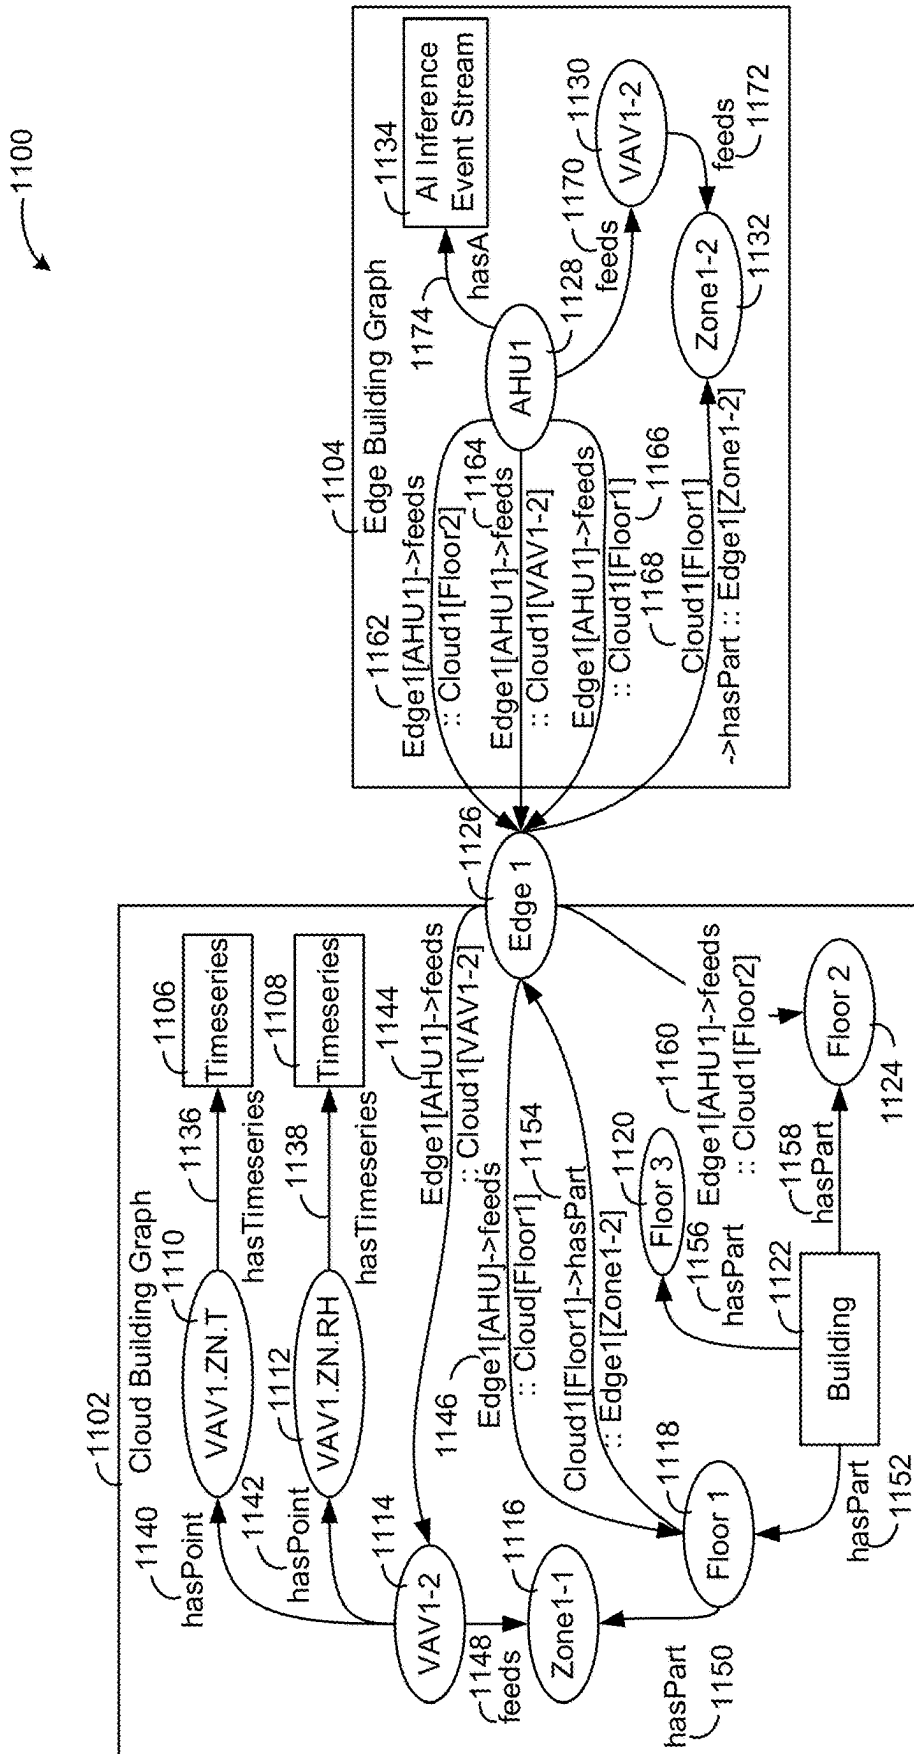 1100
1102
Cloud Building Graph
1140
hasPoint
1110
VAV1.ZN.T
1136
hasTimeseries
1106
Timeseries
1142
hasPoint
1112
VAV1.ZN.RH
1138
hasTimeseries
1108
Timeseries
1114
VAV1-2
1144
Edge1[AHU1]->feeds
:: Cloud1[VAV1-2]
1148
feeds
1116
Zone1-1
1146
Edge1[AHU]->feeds
:: Cloud[Floor1]
1154
Cloud1[Floor1]->hasPart
:: Edge1[Zone1-2]
1126
Edge 1
hasPart
1150
1118
Floor 1
hasPart
1152
1122
Building
1156
hasPart
1120
Floor 3
1158
hasPart
1160
Edge1[AHU1]->feeds
:: Cloud1[Floor2]
Floor 2
1124
1104
Edge Building Graph
1162
Edge1[AHU1]->feeds
:: Cloud1[Floor2]
1164
Edge1[AHU1]->feeds
:: Cloud1[VAV1-2]
Edge1[AHU1]->feeds
:: Cloud1[Floor1]
1166
1168
Cloud1[Floor1]
->hasPart :: Edge1[Zone1-2]
AHU1
1128
1174
hasA
1134
AI Inference
Event Stream
1170
feeds
1130
VAV1-2
feeds
1172
Zone1-2
1132